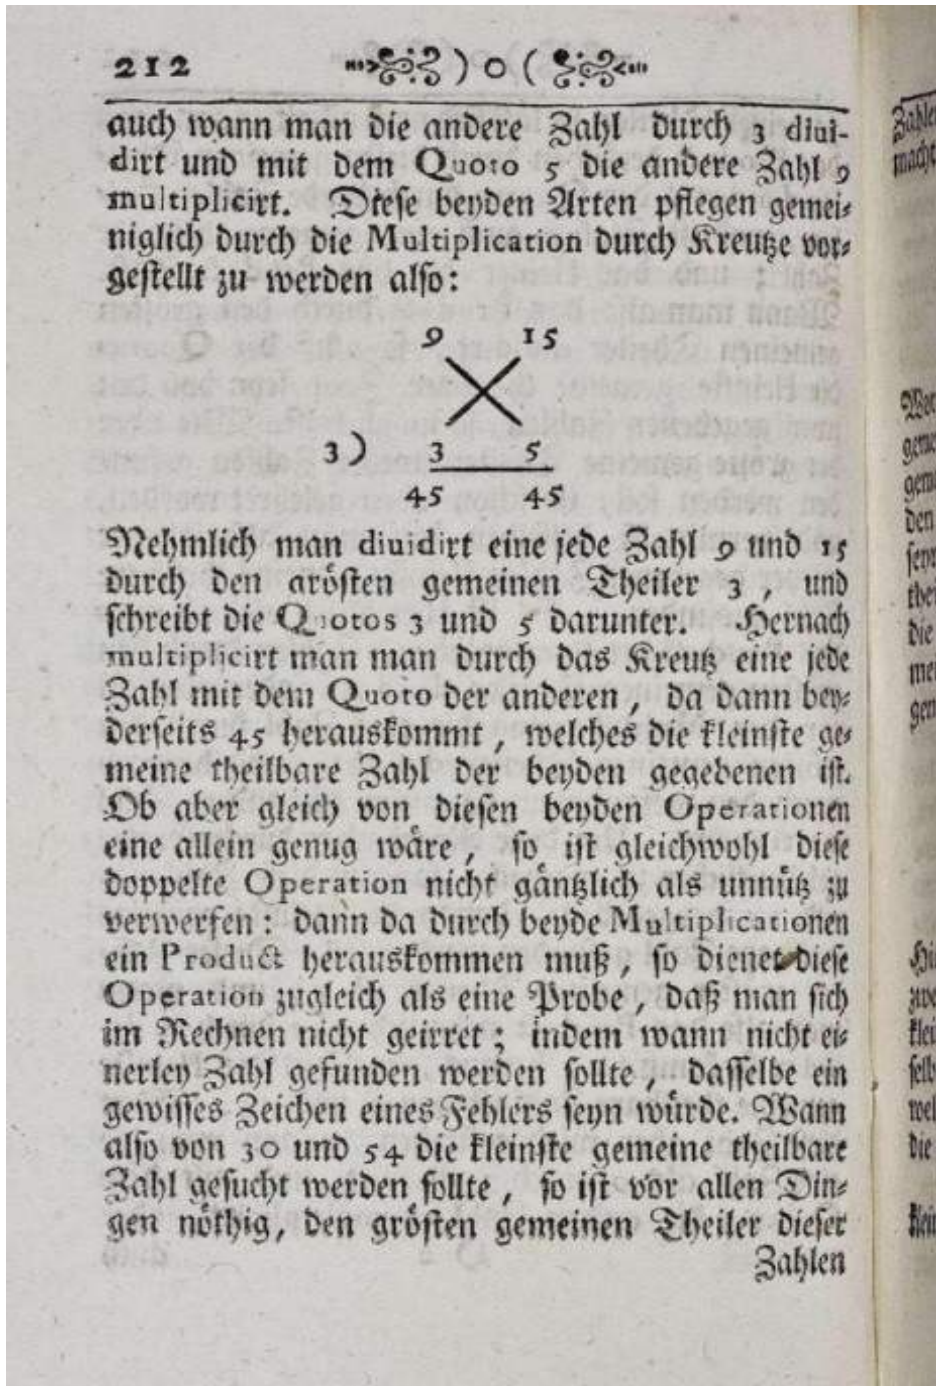 212 ) o (
auch wann man die andere Zahl durch 3 diui-
dirt und mit dem Quoto 5 die andere Zahl 9
multiplicirt. Diese beyden Arten pflegen gemei-
niglich durch die Multiplication durch Kreutze vor-
gestellt zu werden also:
9 15
3) 3 5
45 45
Nehmlich man diuidirt eine jede Zahl 9 und 15
durch den grösten gemeinen Theiler 3, und
schreibt die Quotos 3 und 5 darunter. Hernach
multiplicirt man man durch das Kreutz eine jede
Zahl mit dem Quoto der anderen, da dann bey-
derseits 45 herauskommt, welches die kleinste ge-
meine theilbare Zahl der beyden gegebenen ist.
Ob aber gleich von diesen beyden Operationen
eine allein genug wäre, so ist gleichwohl diese
doppelte Operation nicht gäntzlich als unnütz zu
verwerfen: dann da durch beyde Multiplicationen
ein Product herauskommen muß, so dienet diese
Operation zugleich als eine Probe, daß man sich
im Rechnen nicht geirret; indem wann nicht ei-
nerley Zahl gefunden werden sollte, dasselbe ein
gewisses Zeichen eines Fehlers seyn würde. Wann
also von 30 und 54 die kleinste gemeine theilbare
Zahl gesucht werden sollte, so ist vor allen Din-
gen nöthig, den grösten gemeinen Theiler dieser
Zahlen